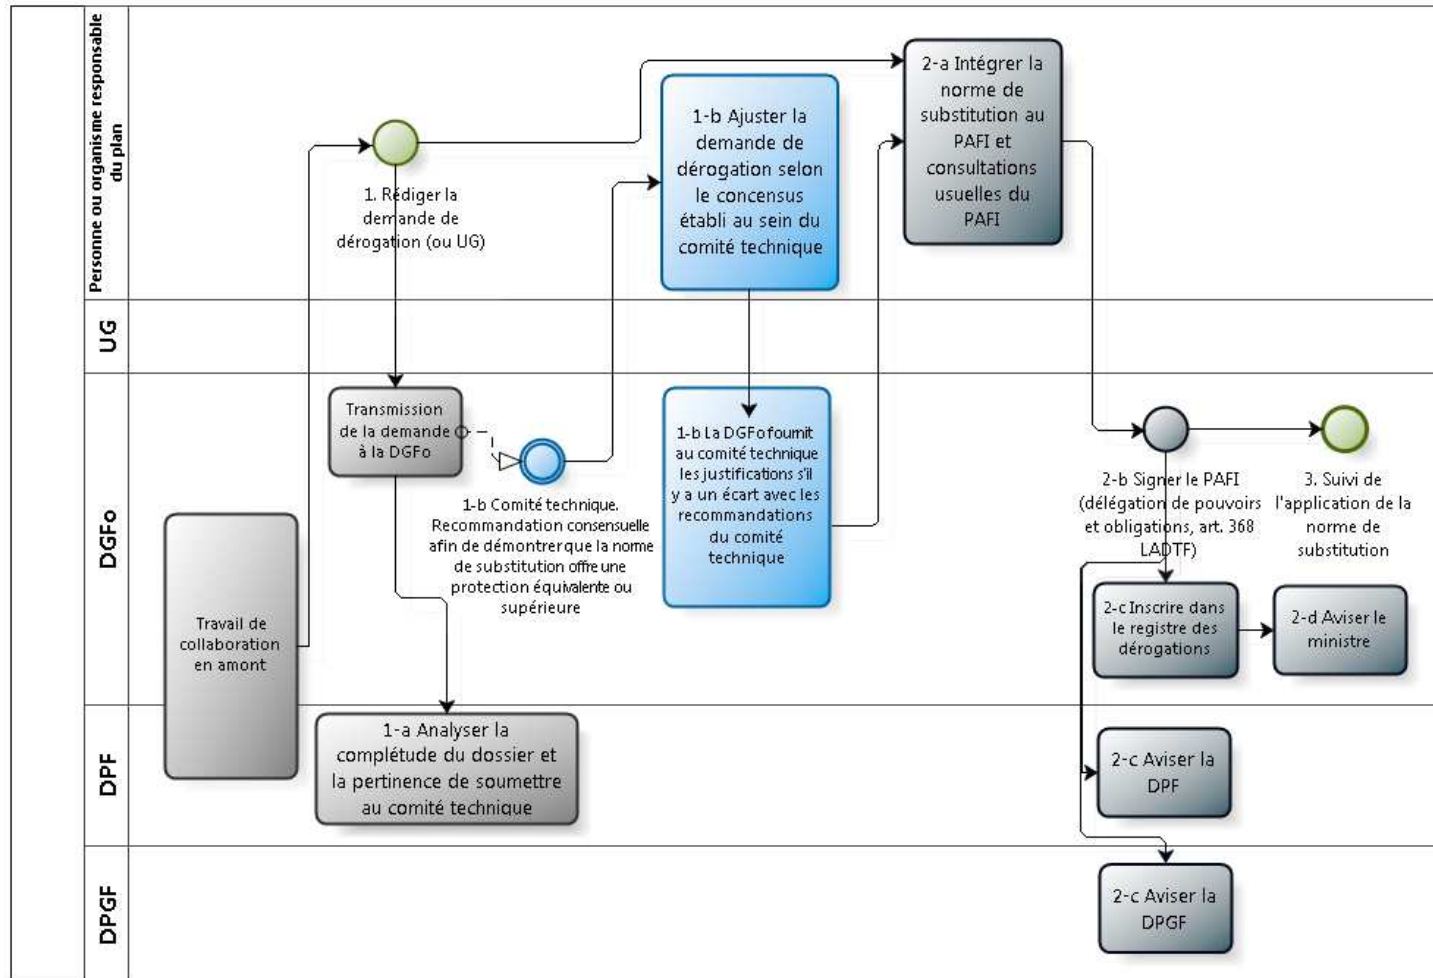 Personne ou organisme responsable
du plan
1. Rédiger la
demande de
dérogation (ou UG)
1-b Ajuster la
demande de
dérogation selon
le concensus
établi au sein du
comité technique
2-a Intégrer la
norme de
substitution au
PAFI et
consultations
usuelles du
PAFI
UG
DGFo
Transmission
de la demande
à la DGFo
1-b Comité technique.
Recommandation consensuelle
afin de démontrer que la norme
de substitution offre une
protection équivalente ou
supérieure
1-b La DGFo fournit
au comité technique
les justifications s'il
y a un écart avec les
recommandations
du comité
technique
2-b Signer le PAFI
(délégation de pouvoirs
et obligations, art. 368
LADTF)
3. Suivi de
l'application de la
norme de
substitution
Travail de
collaboration
en amont
2-c Inscrire dans
le registre des
dérogations
2-d Aviser le
ministre
DPF
1-a Analyser la
complétude du dossier et
la pertinence de soumettre
au comité technique
2-c Aviser la
DPF
DPGF
2-c Aviser la
DPGF